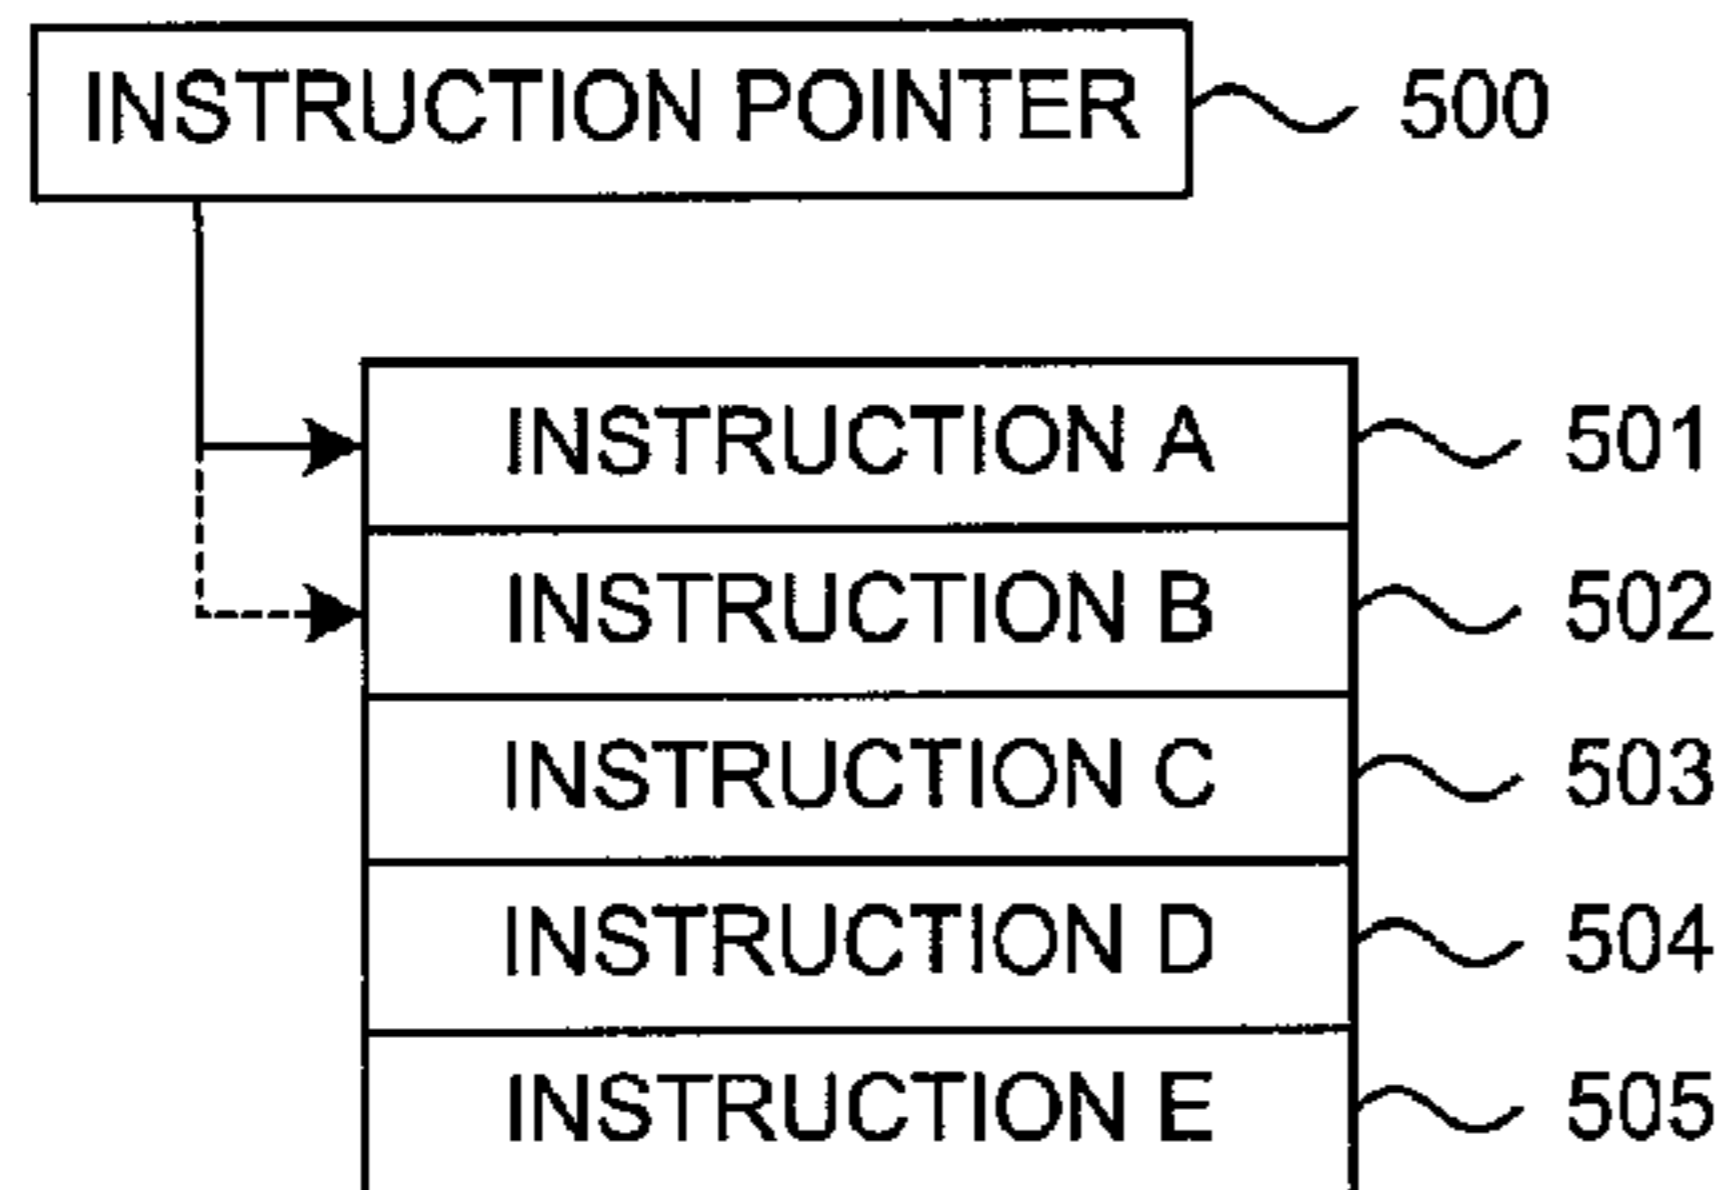 INSTRUCTION POINTER 500
INSTRUCTION A 501
INSTRUCTION B 502
INSTRUCTION C 503
INSTRUCTION D 504
INSTRUCTION E 505